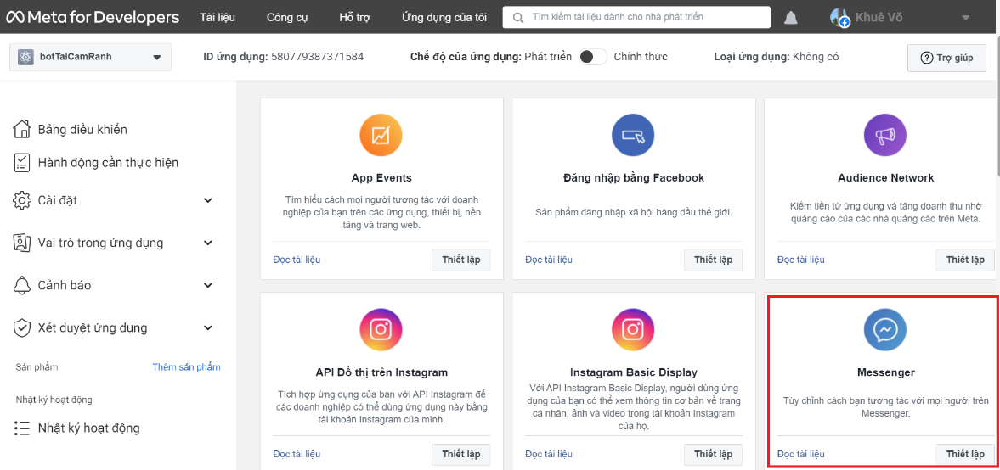 Meta for Developers Tài liệu Công cụ Hỗ trợ Ứng dụng của tôi Tìm kiếm tài liệu dành cho nhà phát triển Khuê Võ
botTaiCamRanh ID ứng dụng: 580779387371584 Chế độ của ứng dụng: Phát triển Chính thức Loại ứng dụng: Không có Trợ giúp
Bảng điều khiển
Hành động cần thực hiện
Cài đặt
Vai trò trong ứng dụng
Cảnh báo
Xét duyệt ứng dụng
Sản phẩm Thêm sản phẩm
Nhật ký hoạt động
Nhật ký hoạt động
App Events
Tìm hiểu cách mọi người tương tác với doanh
nghiệp của bạn trên các ứng dụng, thiết bị, nền
tảng và trang web.
Đọc tài liệu Thiết lập
Đăng nhập bằng Facebook
Sản phẩm đăng nhập xã hội hàng đầu thế giới.
Đọc tài liệu Thiết lập
Audience Network
Kiếm tiền từ ứng dụng và tăng doanh thu nhờ
quảng cáo của các nhà quảng cáo trên Meta.
Đọc tài liệu Thiết lập
API Đồ thị trên Instagram
Tích hợp ứng dụng của bạn với API Instagram để
các doanh nghiệp có thể dùng ứng dụng này bằng
tài khoản Instagram của mình.
Đọc tài liệu Thiết lập
Instagram Basic Display
Với API Instagram Basic Display, người dùng ứng
dụng của bạn có thể xem thông tin cơ bản về trang
cá nhân, ảnh và video trong tài khoản Instagram
của họ.
Đọc tài liệu Thiết lập
Messenger
Tùy chỉnh cách bạn tương tác với mọi người trên
Messenger.
Đọc tài liệu Thiết lập